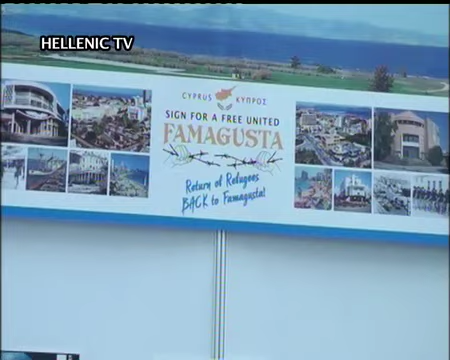 HELLENIC TV
CYPRUS ΚΥΠΡΟΣ
SIGN FOR A FREE UNITED
FAMAGUSTA
Return of Refugees
BACK to Famagusta!